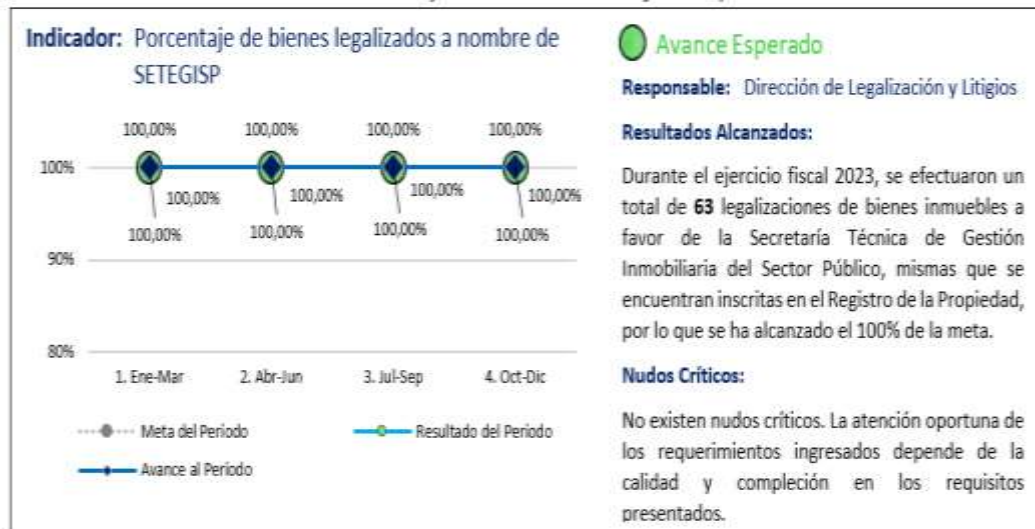 Indicador: Porcentaje de bienes legalizados a nombre de
SETEGISP
100,00% 100,00% 100,00% 100,00%
100%
100,00% 100,00% 100,00% 100,00%
100,00% 100,00% 100,00% 100,00%
90%
80%
1. Ene-Mar 2. Abr-Jun 3. Jul-Sep 4. Oct-Dic
Meta del Periodo Resultado del Periodo
Avance al Periodo
Avance Esperado
Responsable: Dirección de Legalización y Litigios
Resultados Alcanzados:
Durante el ejercicio fiscal 2023, se efectuaron un
total de 63 legalizaciones de bienes inmuebles a
favor de la Secretaría Técnica de Gestión
Inmobiliaria del Sector Público, mismas que se
encuentran inscritas en el Registro de la Propiedad,
por lo que se ha alcanzado el 100% de la meta.
Nudos Críticos:
No existen nudos críticos. La atención oportuna de
los requerimientos ingresados depende de la
calidad y compleción en los requisitos
presentados.